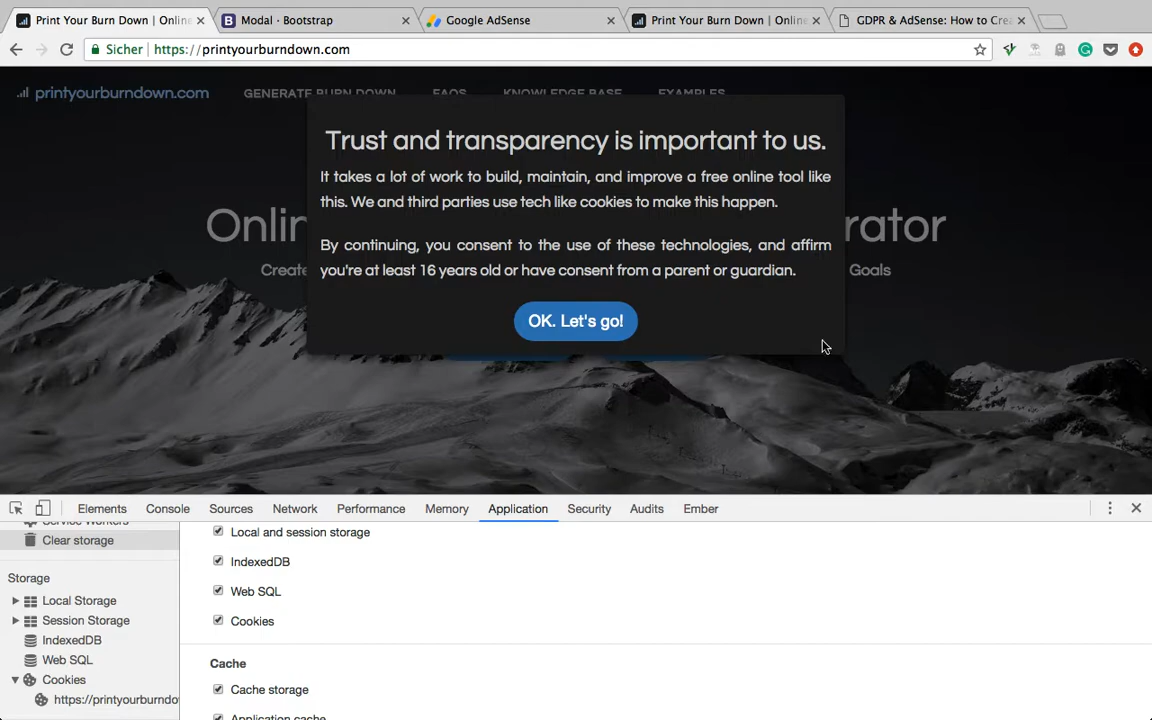 Print Your Burn Down | Online
Modal · Bootstrap
Google AdSense
Print Your Burn Down | Online
GDPR & AdSense: How to Crea
Sicher
https://printyourburndown.com
printyourburndown.com
GENERATE BURN DOWN
FAQS
KNOWLEDGE BASE
EXAMPLES
Trust and transparency is important to us.
It takes a lot of work to build, maintain, and improve a free online tool like
this. We and third parties use tech like cookies to make this happen.
By continuing, you consent to the use of these technologies, and affirm
you're at least 16 years old or have consent from a parent or guardian.
OK. Let's go!
Onlin
rator
Create
Goals
Elements
Console
Sources
Network
Performance
Memory
Application
Security
Audits
Ember
Service Workers
Clear storage
Storage
Local Storage
Session Storage
IndexedDB
Web SQL
Cookies
https://printyourburndo
Local and session storage
IndexedDB
Web SQL
Cookies
Cache
Cache storage
Application cache